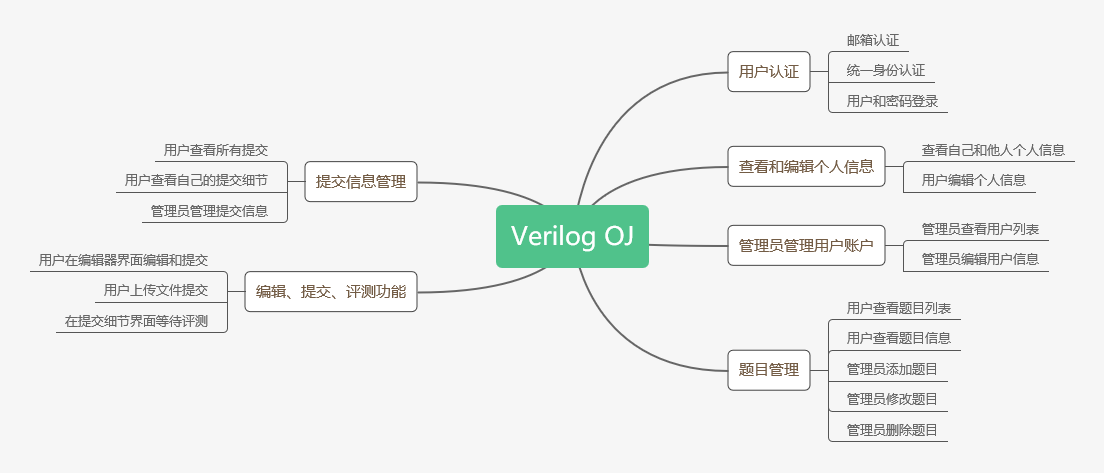 Verilog OJ
用户认证
邮箱认证
统一身份认证
用户和密码登录
查看和编辑个人信息
查看自己和他人个人信息
用户编辑个人信息
管理员管理用户账户
管理员查看用户列表
管理员编辑用户信息
题目管理
用户查看题目列表
用户查看题目信息
管理员添加题目
管理员修改题目
管理员删除题目
提交信息管理
用户查看所有提交
用户查看自己的提交细节
管理员管理提交信息
编辑、提交、评测功能
用户在编辑器界面编辑和提交
用户上传文件提交
在提交细节界面等待评测